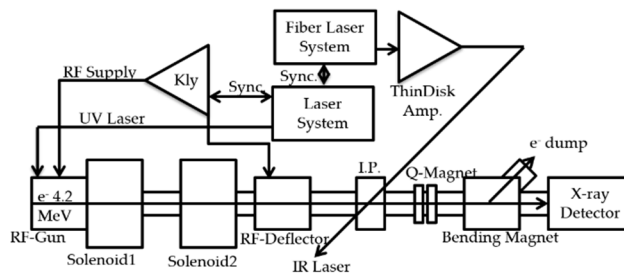 Fiber Laser
System
RF Supply
Kly
Sync.
Sync.
ThinDisk
Amp.
UV Laser
Laser
System
I.P.
Q-Magnet
e- dump
e- 4.2
MeV
X-ray
Detector
RF-Gun
Solenoid1
Solenoid2
RF-Deflector
IR Laser
Bending Magnet